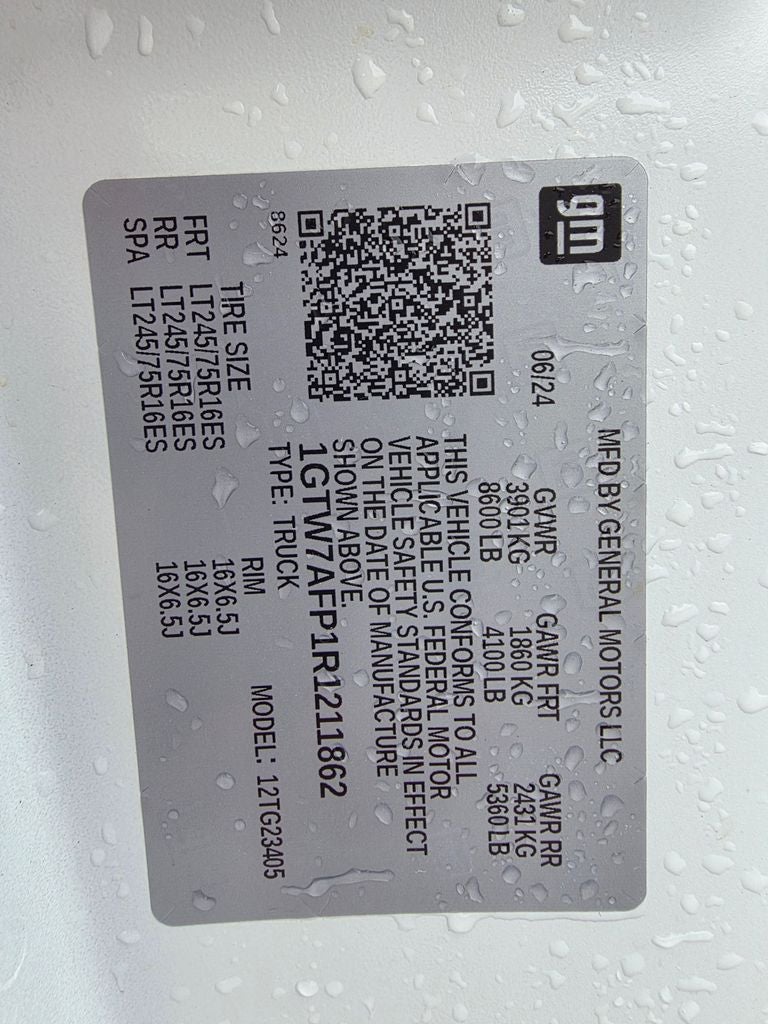 gm
MFD BY GENERAL MOTORS LLC
06/24 GVWR GAWR FRT GAWR RR
3901 KG 1860 KG 2431 KG
8600 LB 4100 LB 5360 LB
THIS VEHICLE CONFORMS TO ALL
APPLICABLE U.S. FEDERAL MOTOR
VEHICLE SAFETY STANDARDS IN EFFECT
ON THE DATE OF MANUFACTURE
SHOWN ABOVE.
1GTW7AFP1R1211862
8624 TYPE: TRUCK MODEL: 12TG23405
TIRE SIZE RIM
FRT LT245/75R16ES 16X6.5J
RR LT245/75R16ES 16X6.5J
SPA LT245/75R16ES 16X6.5J